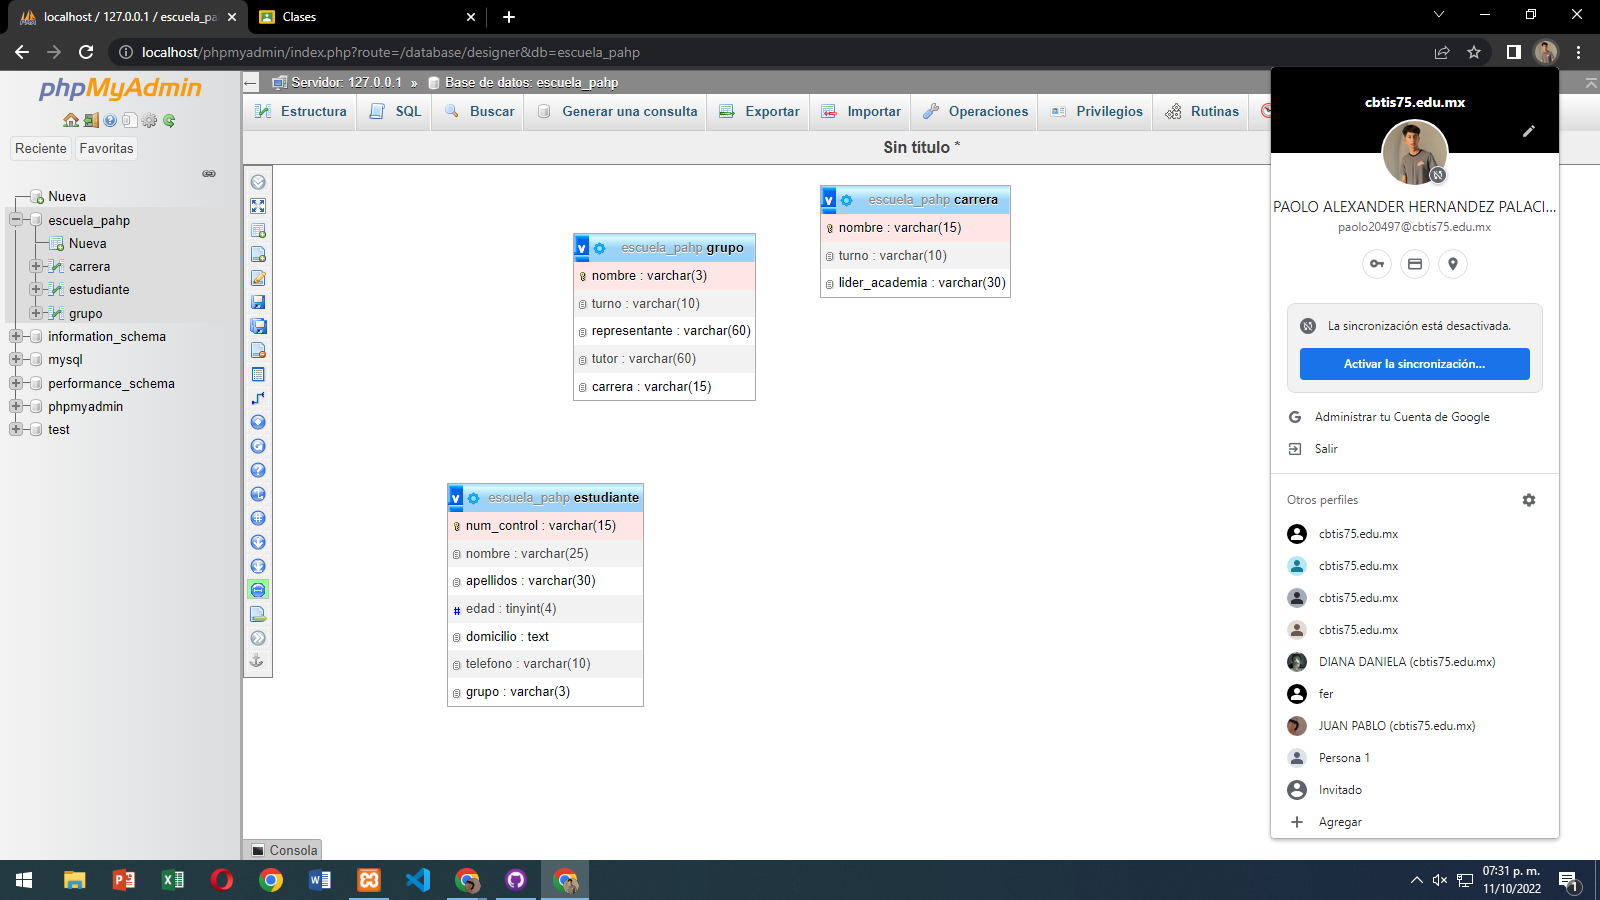 localhost / 127.0.0.1 / escuela_pa
Clases
localhost/phpmyadmin/index.php?route=/database/designer&db=escuela_pahp
phpMyAdmin
Reciente
Favoritas
Nueva
escuela_pahp
Nueva
carrera
estudiante
grupo
information_schema
mysql
performance_schema
phpmyadmin
test
Servidor: 127.0.0.1 » Base de datos: escuela_pahp
Estructura
SQL
Buscar
Generar una consulta
Exportar
Importar
Operaciones
Privilegios
Rutinas
Sin título *
escuela_pahp grupo
nombre : varchar(3)
turno : varchar(10)
representante : varchar(60)
tutor : varchar(60)
carrera : varchar(15)
escuela_pahp carrera
nombre : varchar(15)
turno : varchar(10)
lider_academia : varchar(30)
escuela_pahp estudiante
num_control : varchar(15)
nombre : varchar(25)
apellidos : varchar(30)
edad : tinyint(4)
domicilio : text
telefono : varchar(10)
grupo : varchar(3)
Consola
cbtis75.edu.mx
PAOLO ALEXANDER HERNANDEZ PALACI...
paolo20497@cbtis75.edu.mx
La sincronización está desactivada.
Activar la sincronización...
Administrar tu Cuenta de Google
Salir
Otros perfiles
cbtis75.edu.mx
cbtis75.edu.mx
cbtis75.edu.mx
cbtis75.edu.mx
DIANA DANIELA (cbtis75.edu.mx)
fer
JUAN PABLO (cbtis75.edu.mx)
Persona 1
Invitado
Agregar
07:31 p. m.
11/10/2022
1